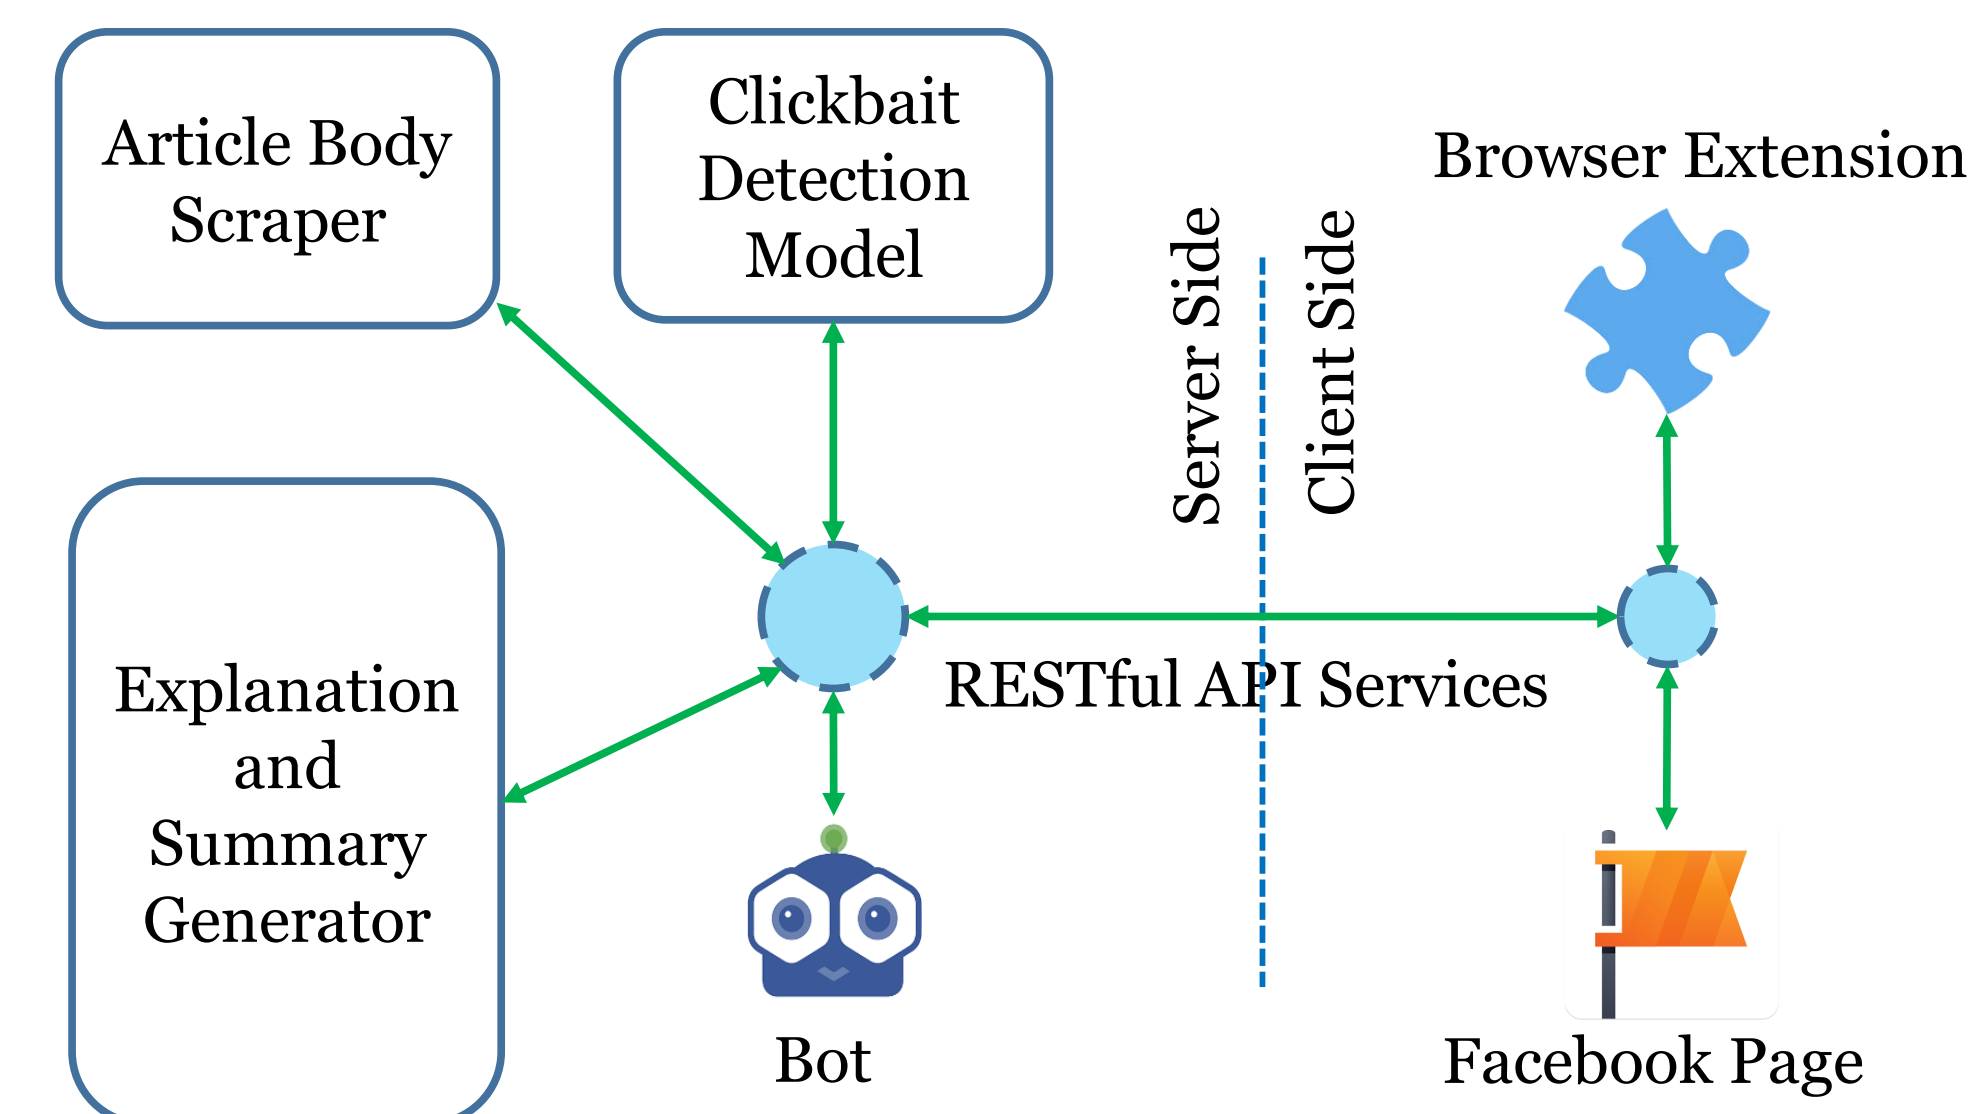 Article Body
Scraper
Clickbait
Detection
Model
Browser Extension
Server Side
Client Side
RESTful API Services
Explanation
and
Summary
Generator
Bot
Facebook Page